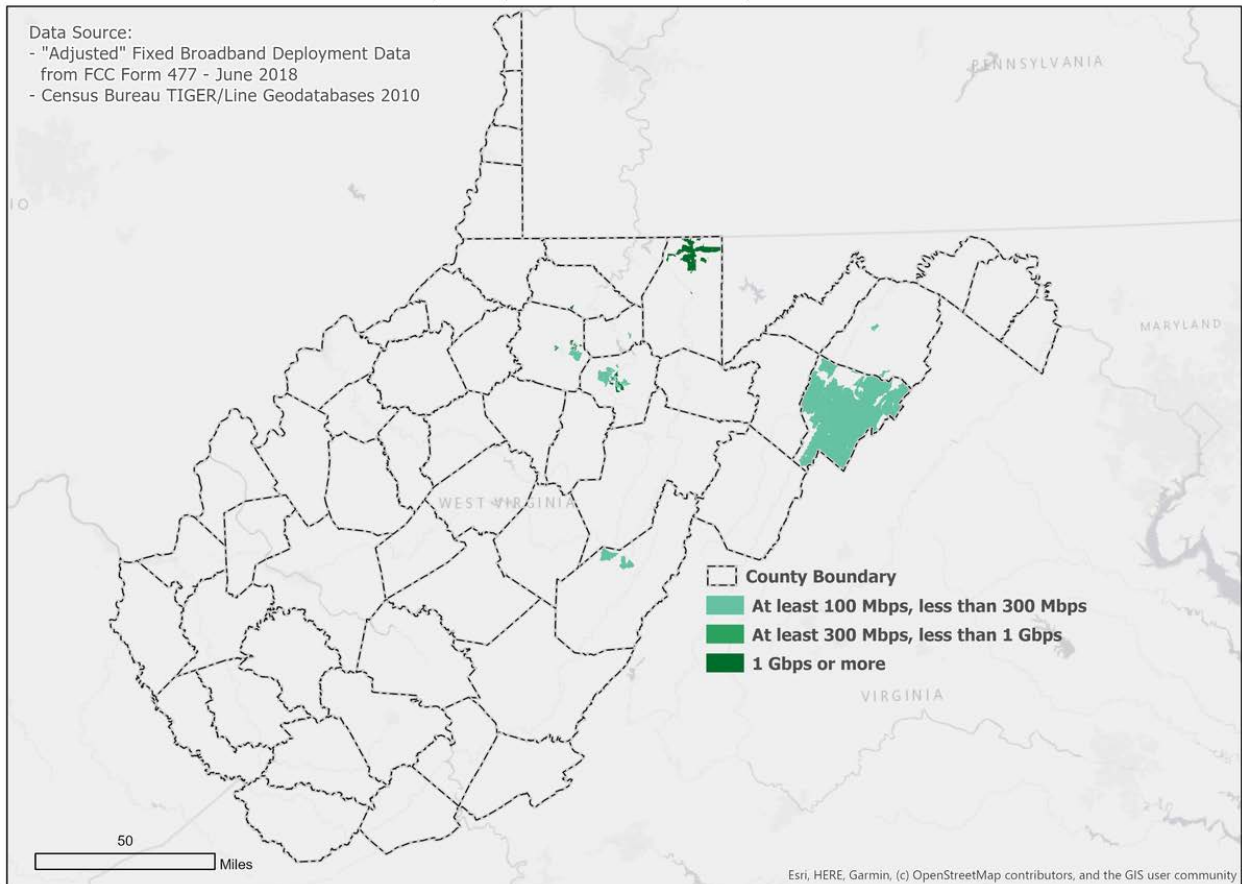 Data Source:
- "Adjusted" Fixed Broadband Deployment Data
from FCC Form 477 - June 2018
- Census Bureau TIGER/Line Geodatabases 2010
PENNSYLVANIA
IO
MARYLAND
WEST VIRGINIA
County Boundary
At least 100 Mbps, less than 300 Mbps
At least 300 Mbps, less than 1 Gbps
1 Gbps or more
VIRGINIA
50
Miles
Esri, HERE, Garmin, (c) OpenStreetMap contributors, and the GIS user community